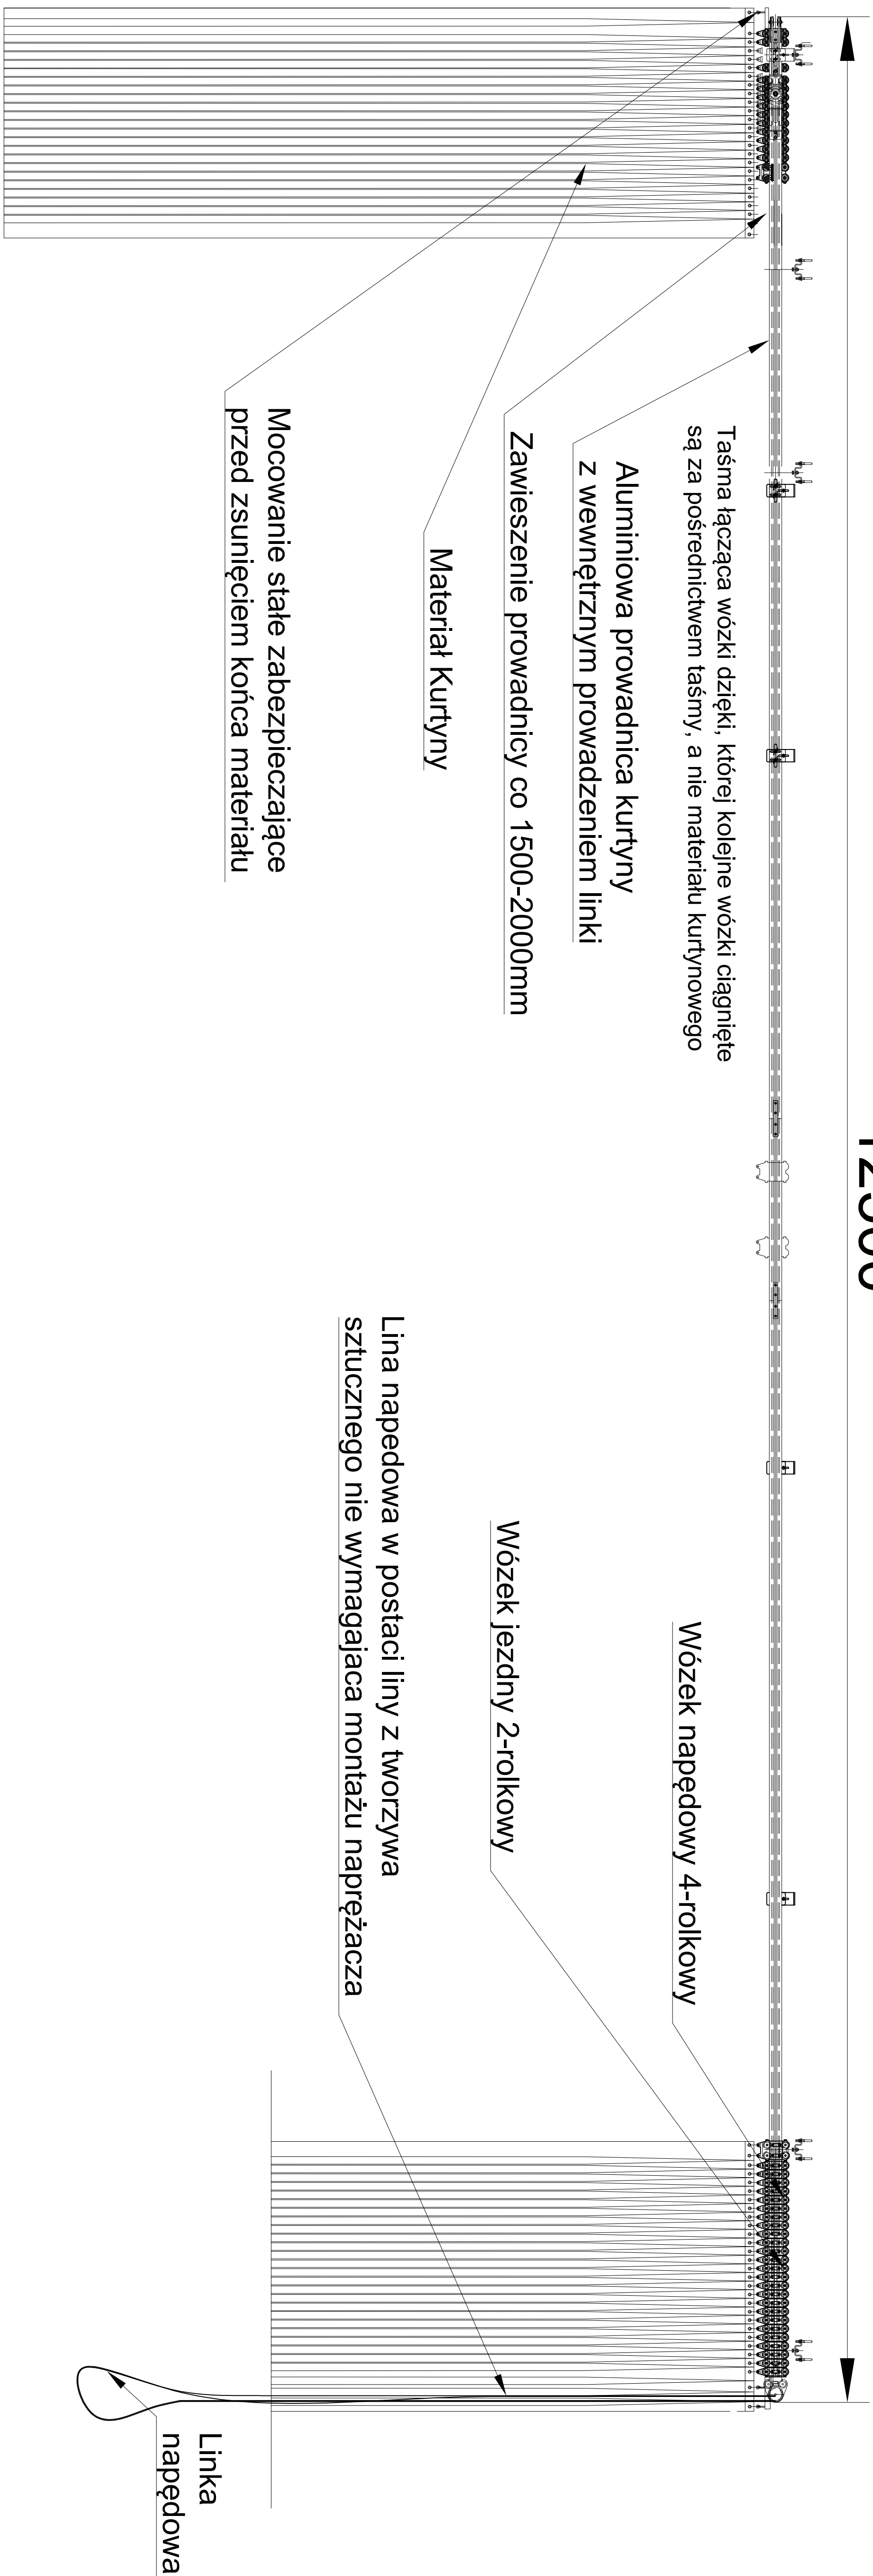 Taśma łącząca wózki dzięki, której kolejne wózki ciągnięte
są za pośrednictwem taśmy, a nie materiału kurtynowego
Aluminiowa prowadnica kurtyny
z wewnętrznym prowadzeniem linki
Zawieszenie prowadnicy co 1500-2000mm
Materiał Kurtyny
Mocowanie stałe zabezpieczające
przed zsunięciem końca materiału
Wózek napędowy 4-rolkowy
Wózek jezdny 2-rolkowy
Lina napedowa w postaci liny z tworzywa
sztucznego nie wymagajaca montażu naprężacza
Linka
napędowa